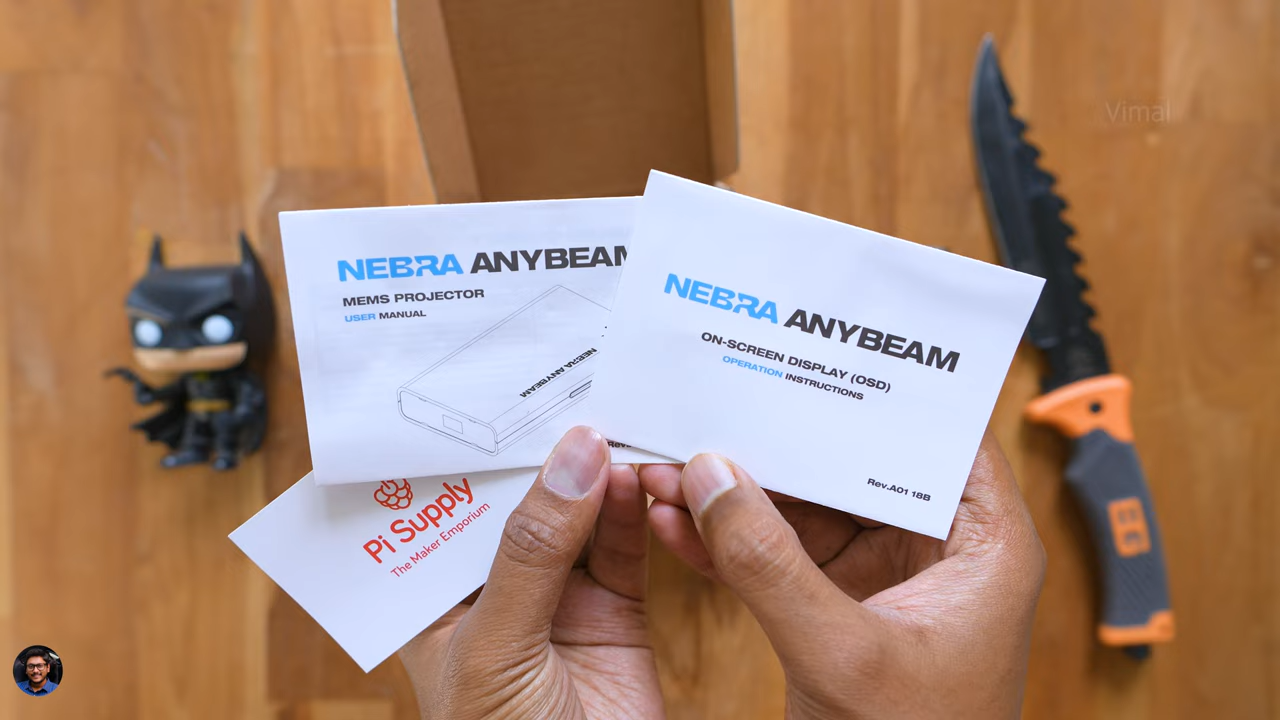 Vimal
NEBRA ANYBEAM
MEMS PROJECTOR
USER MANUAL
NEBRA ANYBEAM
NEBRA ANYBEAM
ON-SCREEN DISPLAY (OSD)
OPERATION INSTRUCTIONS
Rev.A01 18B
Pi Supply
The Maker Emporium